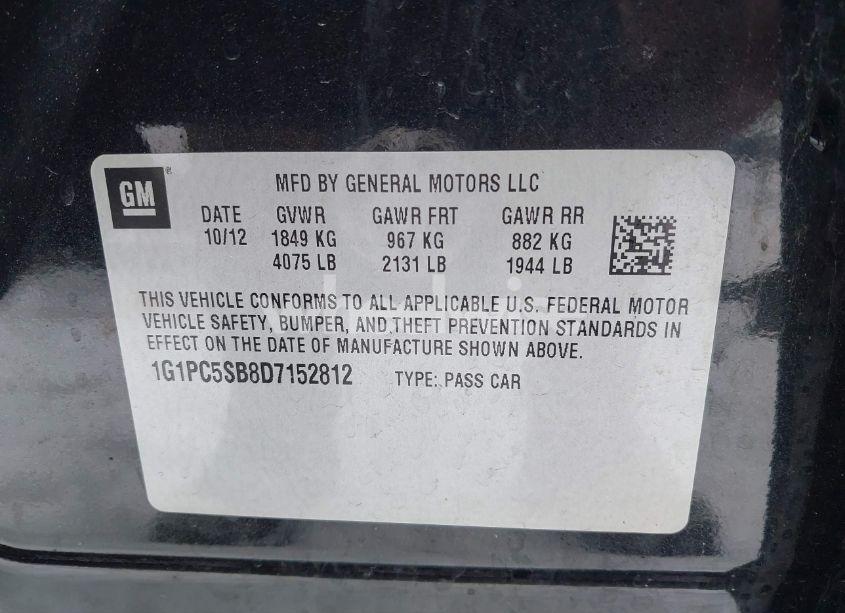 GM
MFD BY GENERAL MOTORS LLC
DATE GVWR GAWR FRT GAWR RR
10/12 1849 KG 967 KG 882 KG
4075 LB 2131 LB 1944 LB
THIS VEHICLE CONFORMS TO ALL APPLICABLE U.S. FEDERAL MOTOR
VEHICLE SAFETY, BUMPER, AND THEFT PREVENTION STANDARDS IN
EFFECT ON THE DATE OF MANUFACTURE SHOWN ABOVE.
1G1PC5SB8D7152812 TYPE: PASS CAR